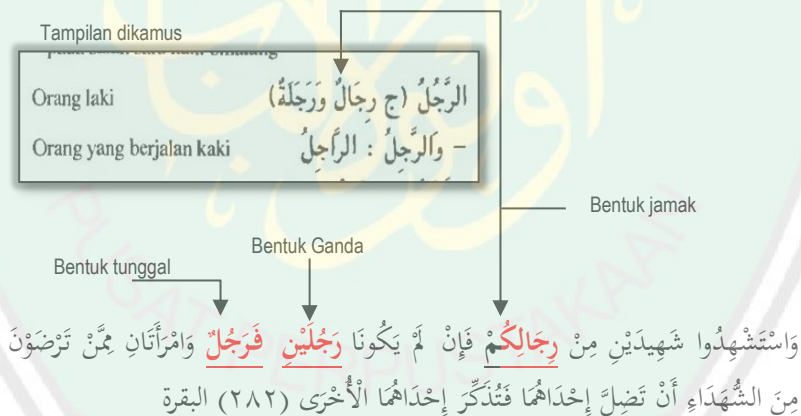 Tampilan dikamus
الرَّجُلُ (ج رِجَالٌ وَرَجَلَةٌ) Orang laki
– وَالرَّجِلُ : الرَّاجِلُ Orang yang berjalan kaki
Bentuk jamak
Bentuk Ganda
Bentuk tunggal
وَاسْتَشْهِدُوا شَهِيدَيْنِ مِنْ رِجَالِكُمْ فَإِنْ لَمْ يَكُونَا رَجُلَيْنِ فَرَجُلٌ وَامْرَأَتَانِ مِمَّنْ تَرْضَوْنَ
مِنَ الشُّهَدَاءِ أَنْ تَضِلَّ إِحْدَاهُمَا فَتُذَكِّرَ إِحْدَاهُمَا الْأُخْرَى (٢٨٢) البقرة